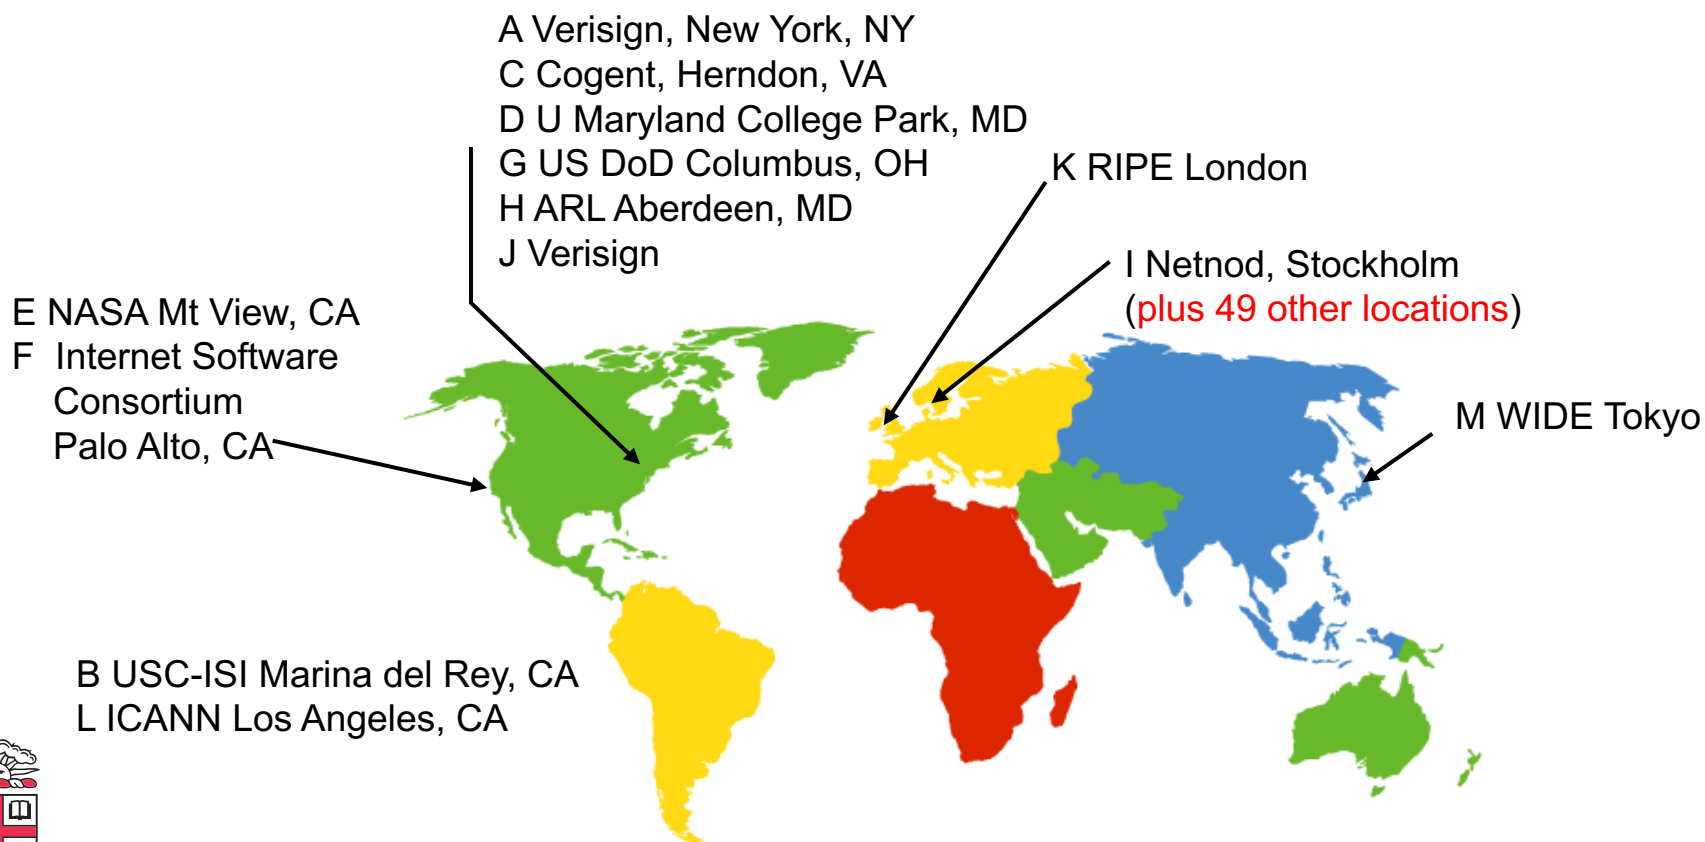 A Verisign, New York, NY
C Cogent, Herndon, VA
D U Maryland College Park, MD
G US DoD Columbus, OH
H ARL Aberdeen, MD
J Verisign
K RIPE London
I Netnod, Stockholm
(plus 49 other locations)
E NASA Mt View, CA
F Internet Software
Consortium
Palo Alto, CA
M WIDE Tokyo
B USC-ISI Marina del Rey, CA
L ICANN Los Angeles, CA